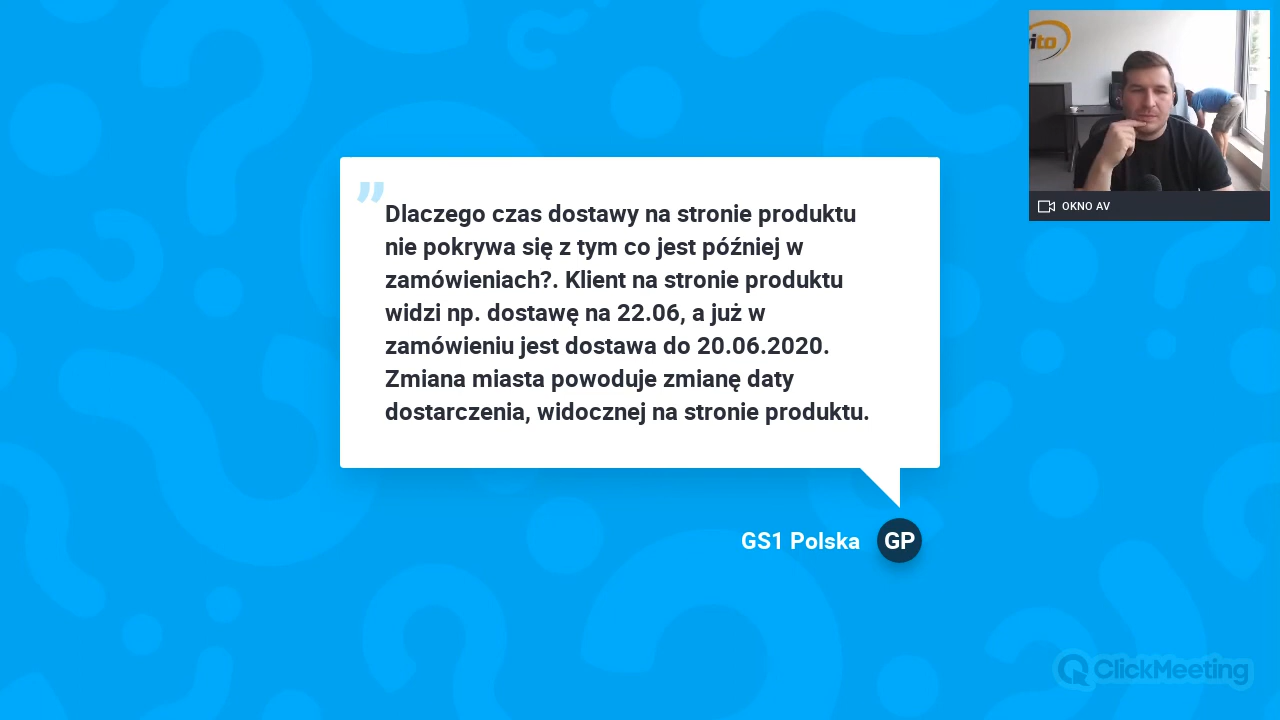 ito
OKNO AV
”
Dlaczego czas dostawy na stronie produktu
nie pokrywa się z tym co jest później w
zamówieniach?. Klient na stronie produktu
widzi np. dostawę na 22.06, a już w
zamówieniu jest dostawa do 20.06.2020.
Zmiana miasta powoduje zmianę daty
dostarczenia, widocznej na stronie produktu.
GS1 Polska
GP
ClickMeeting